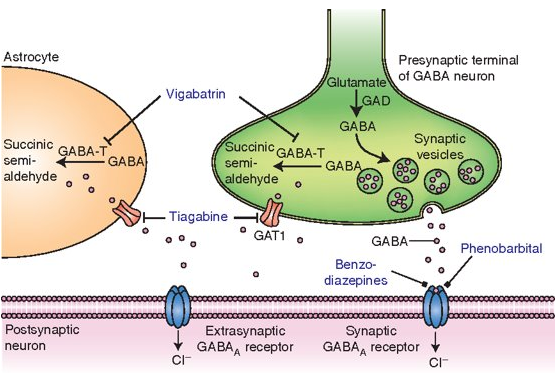 Astrocyte
Presynaptic terminal
of GABA neuron
Glutamate
GAD
Vigabatrin
GABA
Succinic
semi-
aldehyde
GABA-T
GABA
Succinic
semi-
aldehyde
GABA-T
GABA
Synaptic
vesicles
Tiagabine
GAT1
GABA
Phenobarbital
Benzo-
diazepines
Postsynaptic
neuron
Extrasynaptic
GABAA receptor
Synaptic
GABAA receptor
Cl–
Cl–